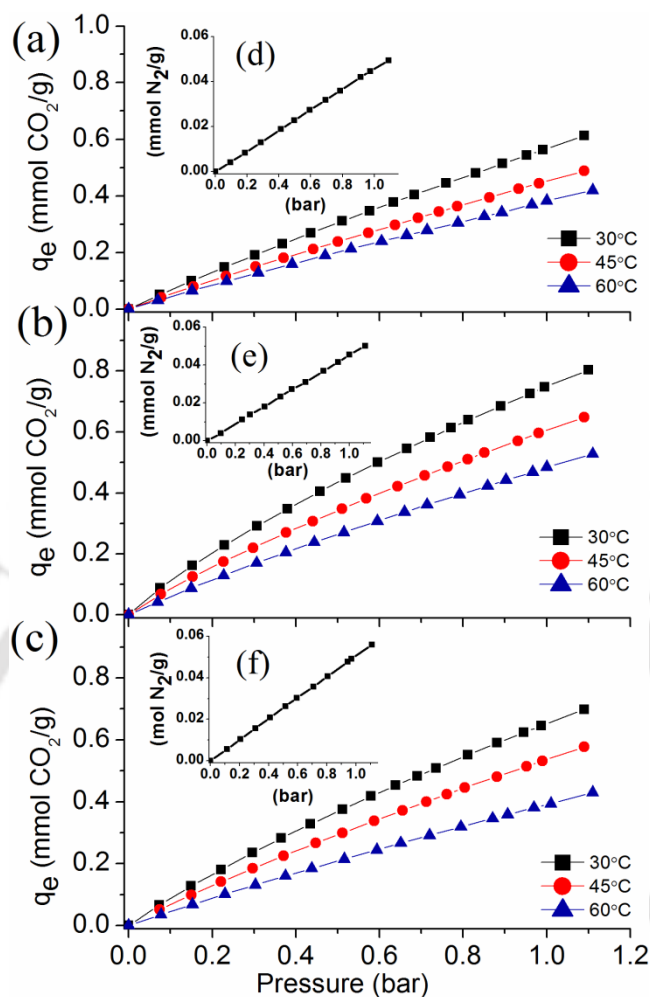 (a)
1.0
0.8
0.6
0.4
0.2
0.0
qe (mmol CO2/g)
(d)
0.06
0.04
0.02
0.00
(mmol N2/g)
0.0 0.2 0.4 0.6 0.8 1.0
(bar)
30°C
45°C
60°C
(b)
0.8
0.6
0.4
0.2
0.0
qe (mmol CO2/g)
(e)
0.06
0.04
0.02
0.00
(mmol N2/g)
0.0 0.2 0.4 0.6 0.8 1.0
(bar)
30°C
45°C
60°C
(c)
0.8
0.6
0.4
0.2
0.0
qe (mmol CO2/g)
(f)
0.06
0.04
0.02
0.00
(mol N2/g)
0.0 0.2 0.4 0.6 0.8 1.0
(bar)
30°C
45°C
60°C
0.0 0.2 0.4 0.6 0.8 1.0 1.2
Pressure (bar)